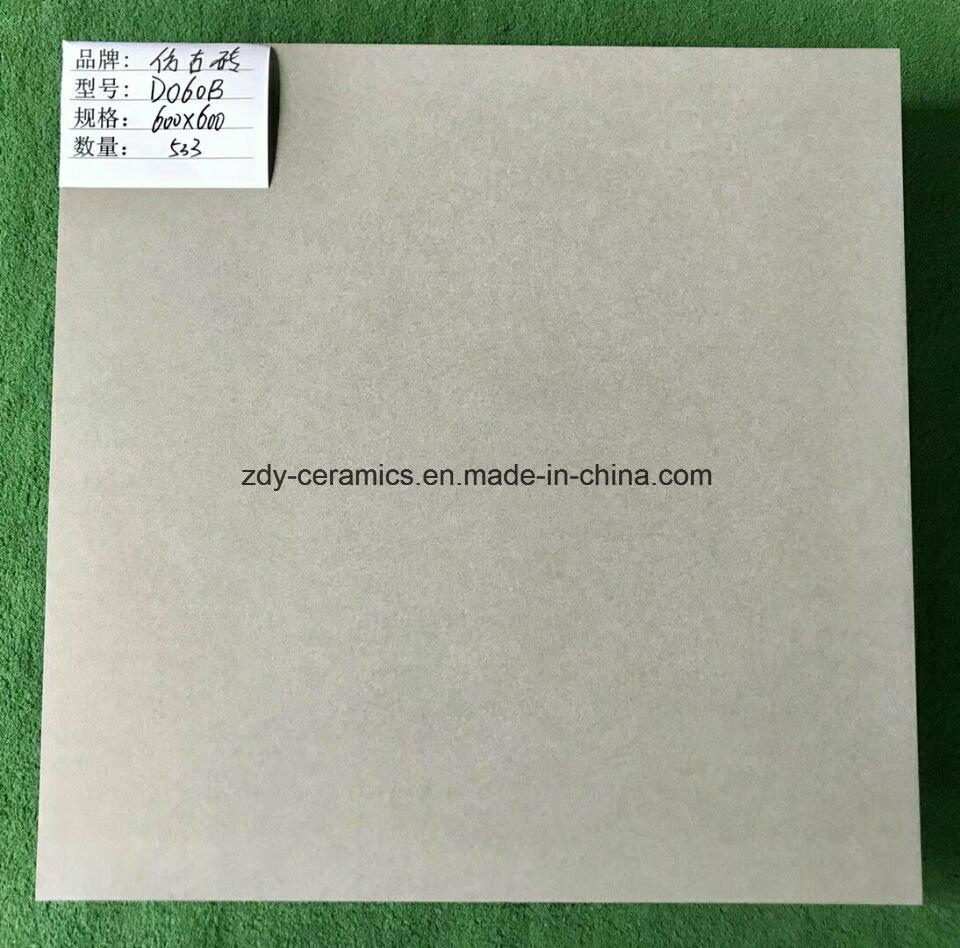 品牌: 仿古砖
型号: D060B
规格: 600X600
数量: 533
zdy-ceramics.en.made-in-china.com